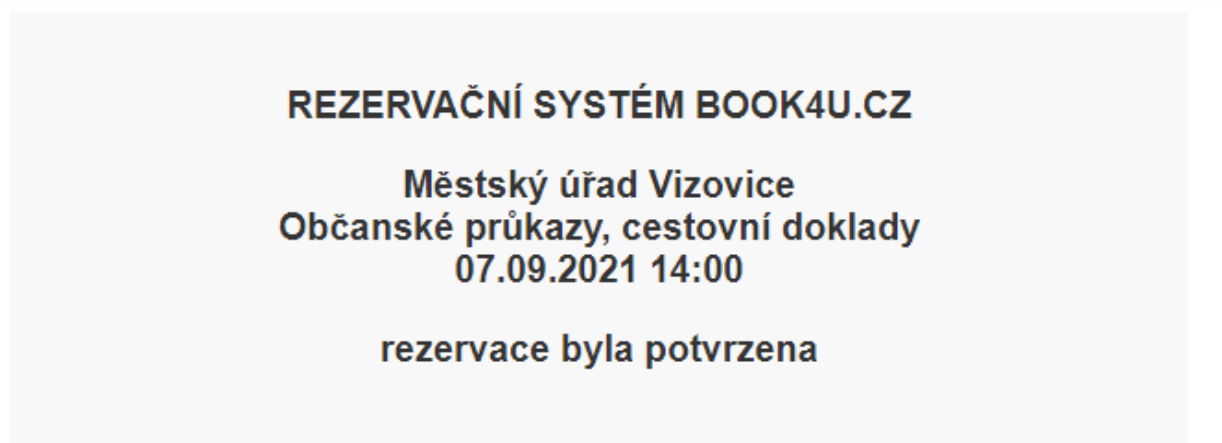 REZERVAČNÍ SYSTÉM BOOK4U.CZ
Městský úřad Vizovice
Občanské průkazy, cestovní doklady
07.09.2021 14:00
rezervace byla potvrzena